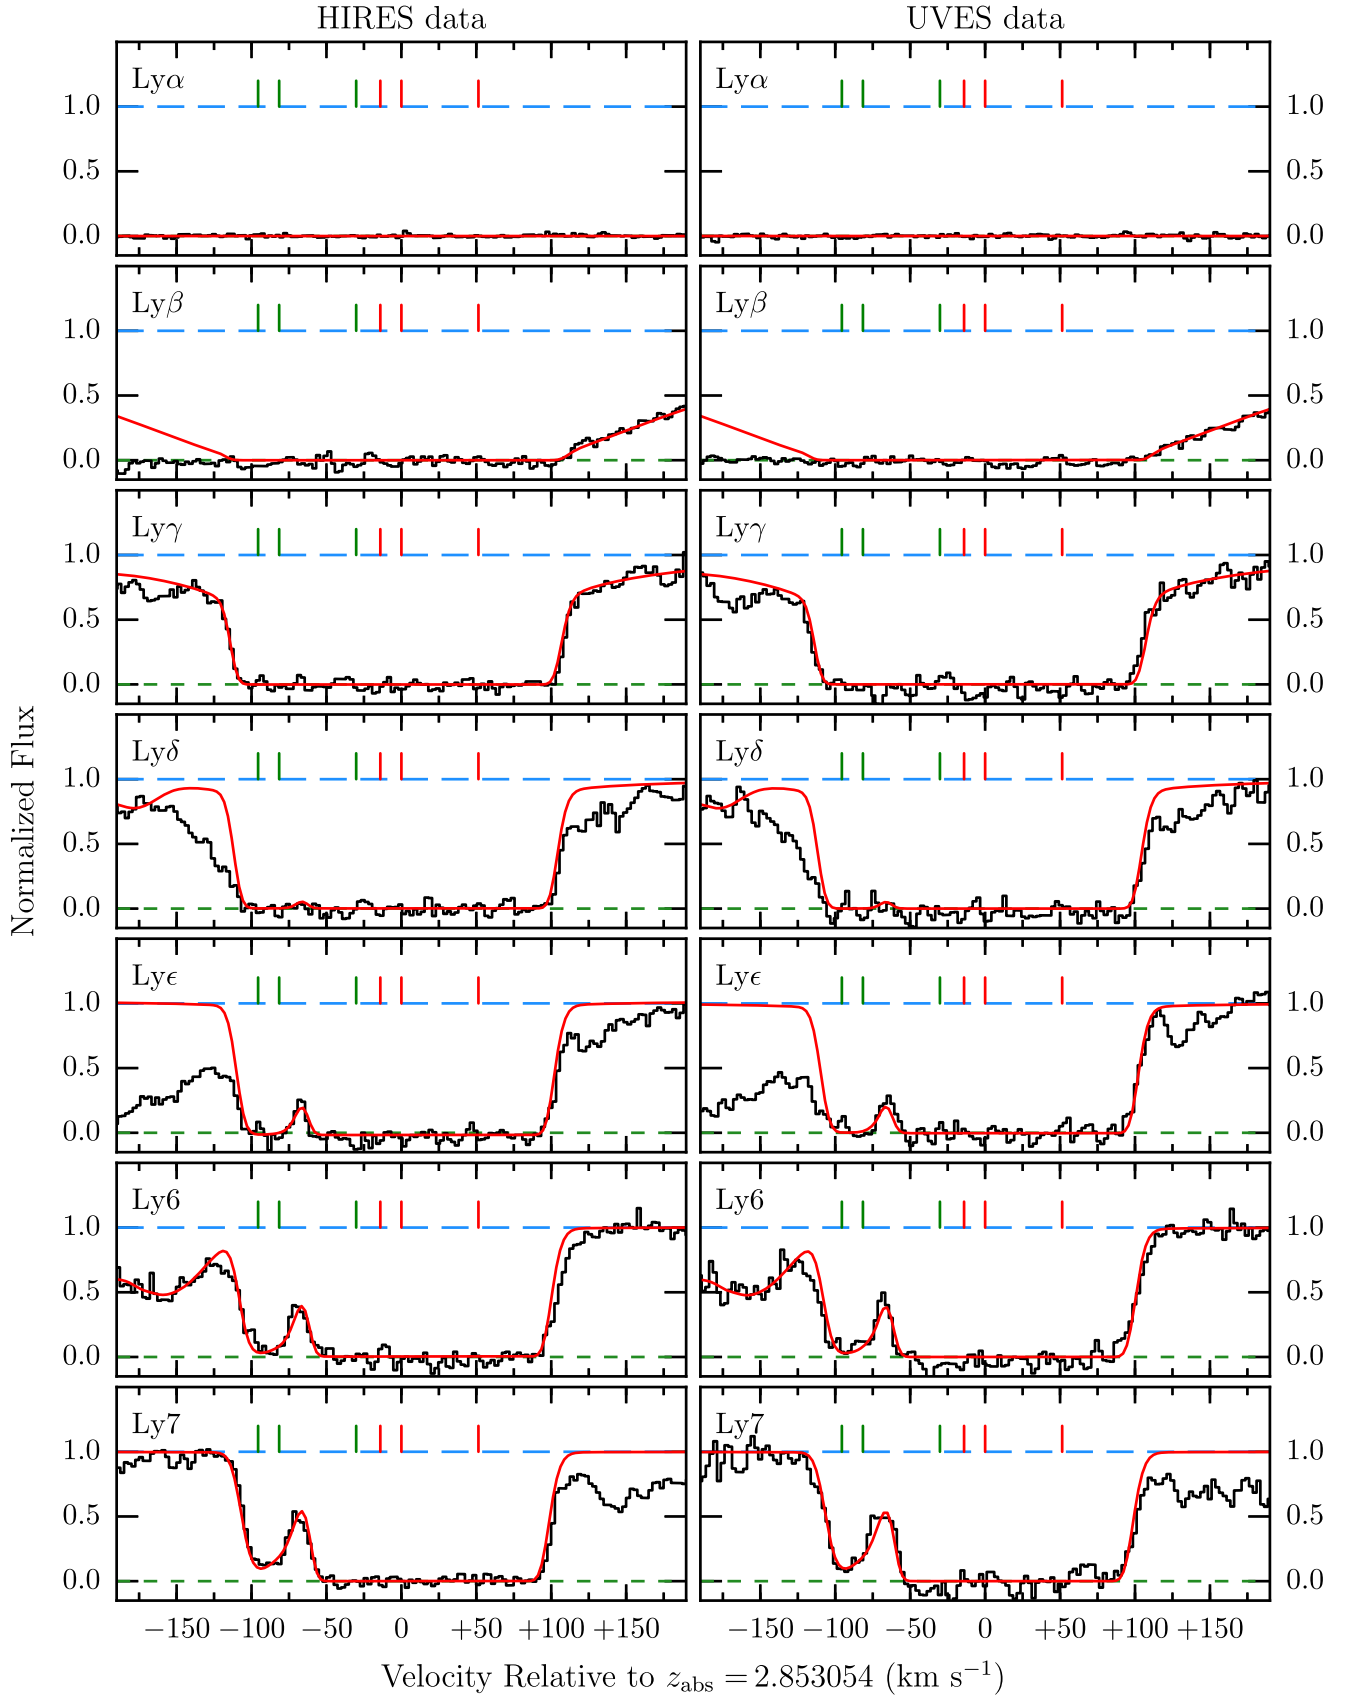 HIRES data
UVES data
Lyα
1.0
0.5
0.0
Lyα
1.0
0.5
0.0
Lyβ
1.0
0.5
0.0
Lyβ
1.0
0.5
0.0
Lyγ
1.0
0.5
0.0
Lyγ
1.0
0.5
0.0
Normalized Flux
Lyδ
1.0
0.5
0.0
Lyδ
1.0
0.5
0.0
Lyϵ
1.0
0.5
0.0
Lyϵ
1.0
0.5
0.0
Ly6
1.0
0.5
0.0
Ly6
1.0
0.5
0.0
Ly7
1.0
0.5
0.0
Ly7
1.0
0.5
0.0
−150 −100 −50 0 +50 +100 +150
−150 −100 −50 0 +50 +100 +150
Velocity Relative to z_abs = 2.853054 (km s⁻¹)